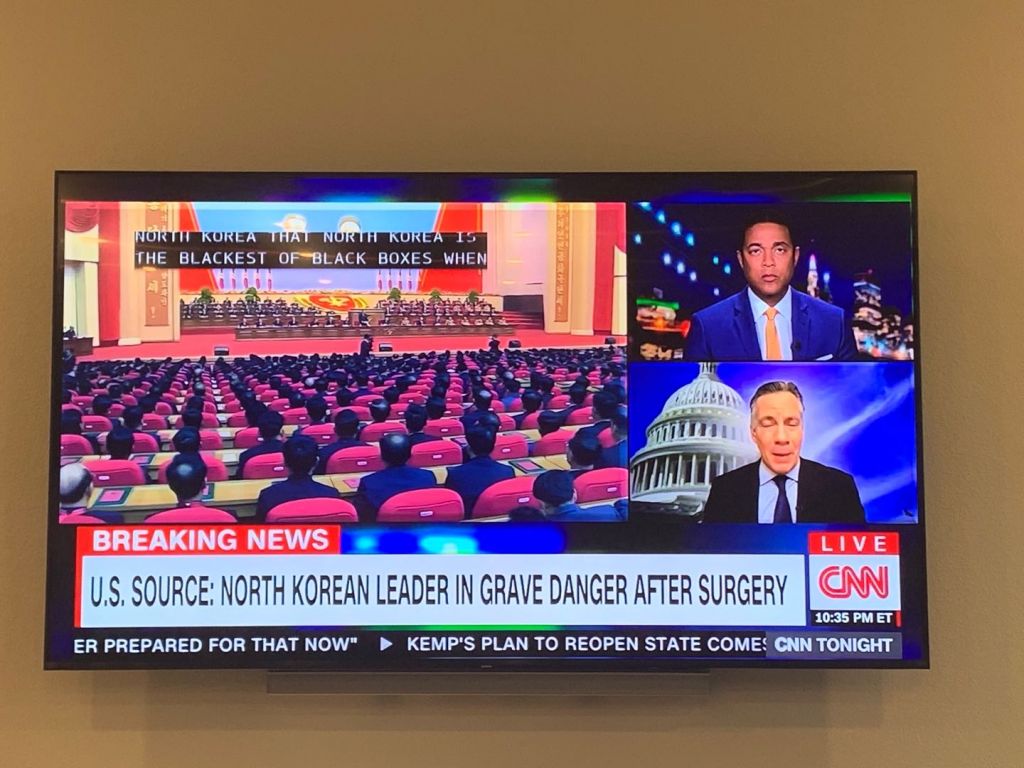 NORTH KOREA THAT NORTH KOREA IS
THE BLACKEST OF BLACK BOXES WHEN
BREAKING NEWS
U.S. SOURCE: NORTH KOREAN LEADER IN GRAVE DANGER AFTER SURGERY
LIVE
CNN
10:35 PM ET
ER PREPARED FOR THAT NOW" ▶ KEMP'S PLAN TO REOPEN STATE COMES
CNN TONIGHT